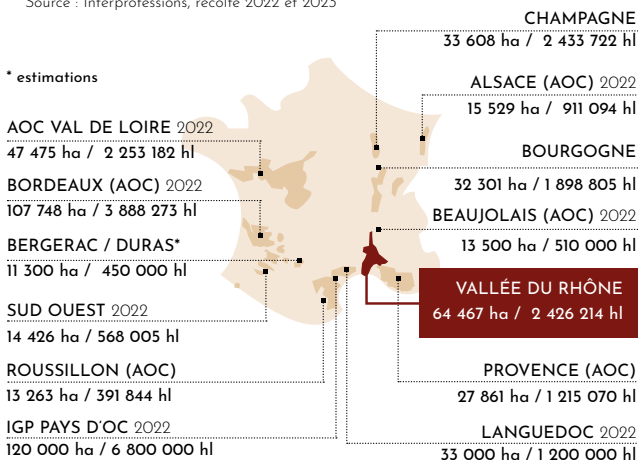 Source : Interprofessions, récolte 2022 et 2023
* estimations
AOC VAL DE LOIRE 2022
47 475 ha / 2 253 182 hl
BORDEAUX (AOC) 2022
107 748 ha / 3 888 273 hl
BERGERAC / DURAS*
11 300 ha / 450 000 hl
SUD OUEST 2022
14 426 ha / 568 005 hl
ROUSSILLON (AOC)
13 263 ha / 391 844 hl
IGP PAYS D'OC 2022
120 000 ha / 6 800 000 hl
CHAMPAGNE
33 608 ha / 2 433 722 hl
ALSACE (AOC) 2022
15 529 ha / 911 094 hl
BOURGOGNE
32 301 ha / 1 898 805 hl
BEAUJOLAIS (AOC) 2022
13 500 ha / 510 000 hl
VALLÉE DU RHÔNE
64 467 ha / 2 426 214 hl
PROVENCE (AOC)
27 861 ha / 1 215 070 hl
LANGUEDOC 2022
33 000 ha / 1 200 000 hl